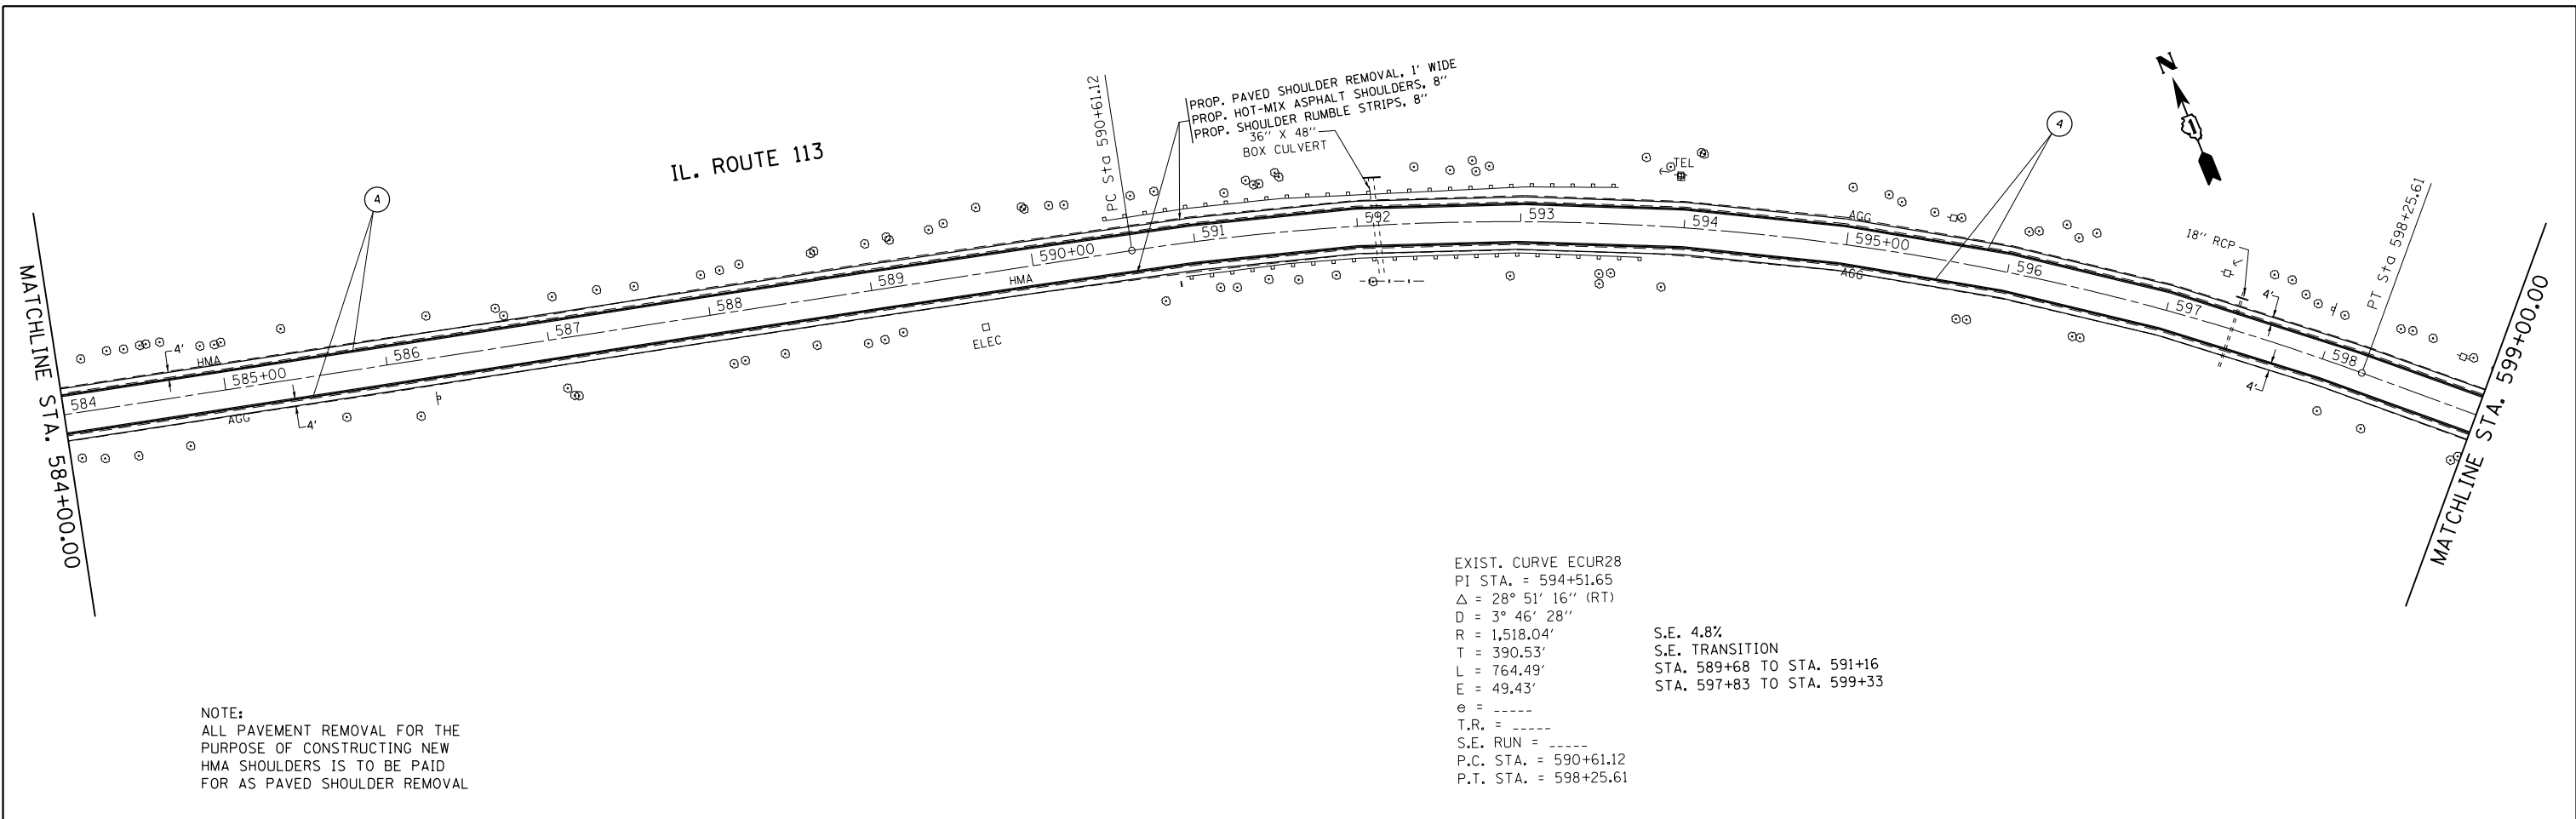 IL. ROUTE 113
PC Sta 590+61.12
PROP. PAVED SHOULDER REMOVAL, 1' WIDE
PROP. HOT-MIX ASPHALT SHOULDERS, 8''
PROP. SHOULDER RUMBLE STRIPS, 8''
36'' X 48''
BOX CULVERT
TEL
4
4
N
18'' RCP
PT Sta 598+25.61
MATCHLINE STA. 584+00.00
MATCHLINE STA. 599+00.00
584
585+00
586
587
588
589
590+00
591
592
593
594
595+00
596
597
598
4'
HMA
AGG
4'
HMA
ELEC
AGG
AGG
4'
4'
EXIST. CURVE ECUR28
PI STA. = 594+51.65
△ = 28° 51' 16'' (RT)
D = 3° 46' 28''
R = 1,518.04'
T = 390.53'
L = 764.49'
E = 49.43'
e = _____
T.R. = _____
S.E. RUN = _____
P.C. STA. = 590+61.12
P.T. STA. = 598+25.61
S.E. 4.8%
S.E. TRANSITION
STA. 589+68 TO STA. 591+16
STA. 597+83 TO STA. 599+33
NOTE:
ALL PAVEMENT REMOVAL FOR THE
PURPOSE OF CONSTRUCTING NEW
HMA SHOULDERS IS TO BE PAID
FOR AS PAVED SHOULDER REMOVAL